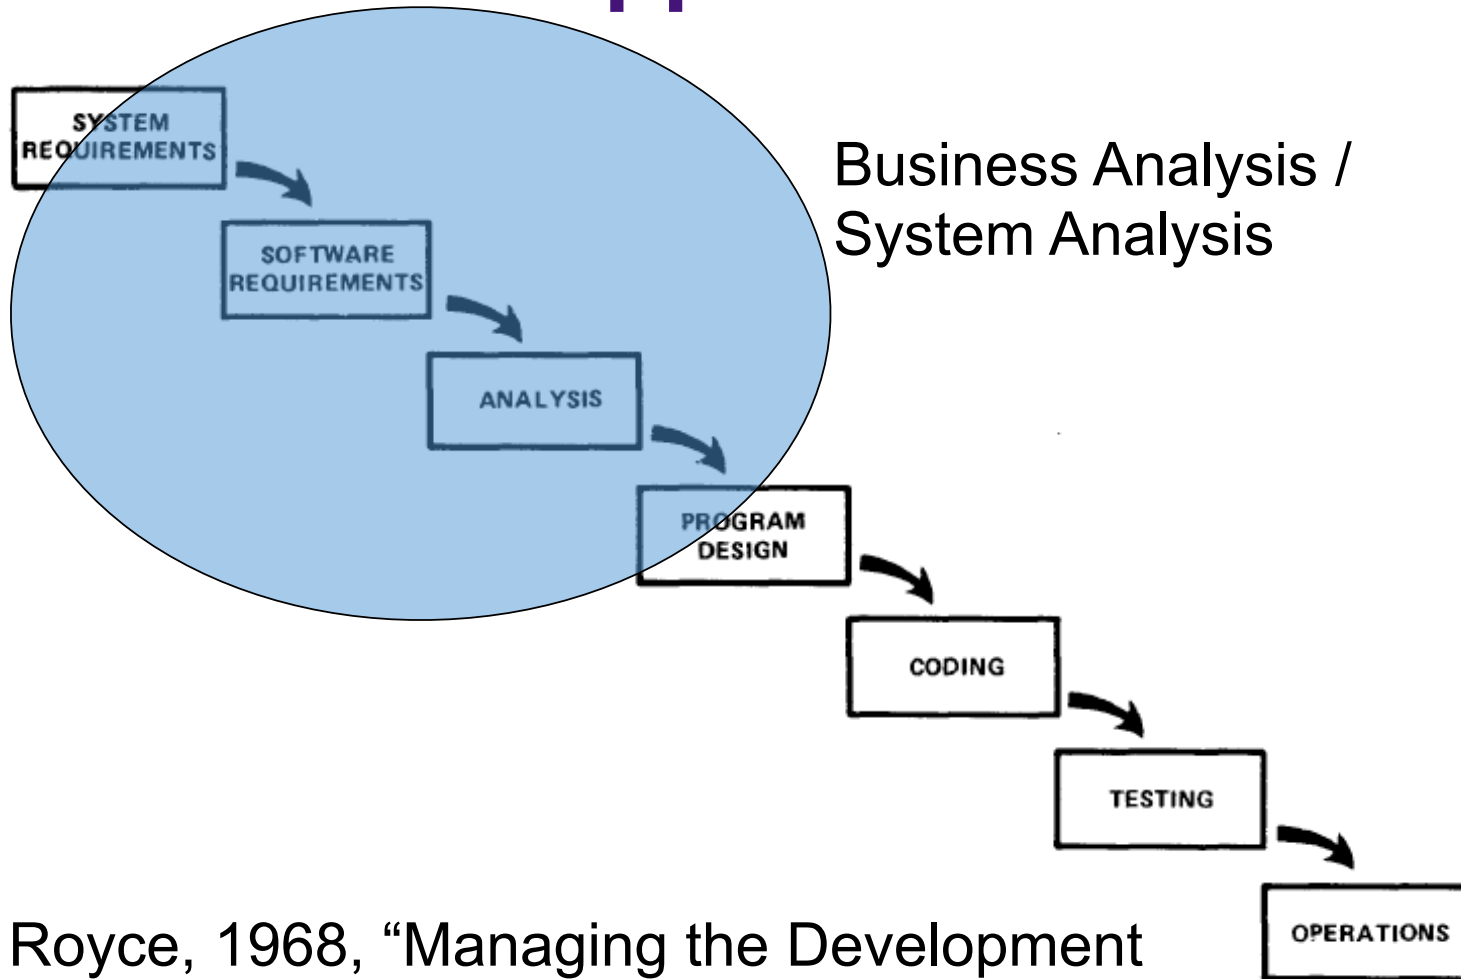 SYSTEM
REQUIREMENTS
Business Analysis /
System Analysis
SOFTWARE
REQUIREMENTS
ANALYSIS
PROGRAM
DESIGN
CODING
TESTING
OPERATIONS
Royce, 1968, “Managing the Development